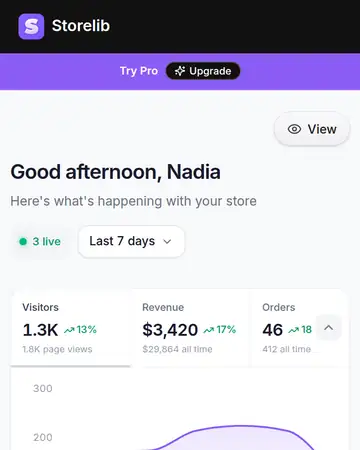 Storelib
Try Pro Upgrade
View
Good afternoon, Nadia
Here's what's happening with your store
3 live Last 7 days
Visitors Revenue Orders
1.3K 13% $3,420 17% 46 18
1.8K page views $29,864 all time 412 all time
300
200